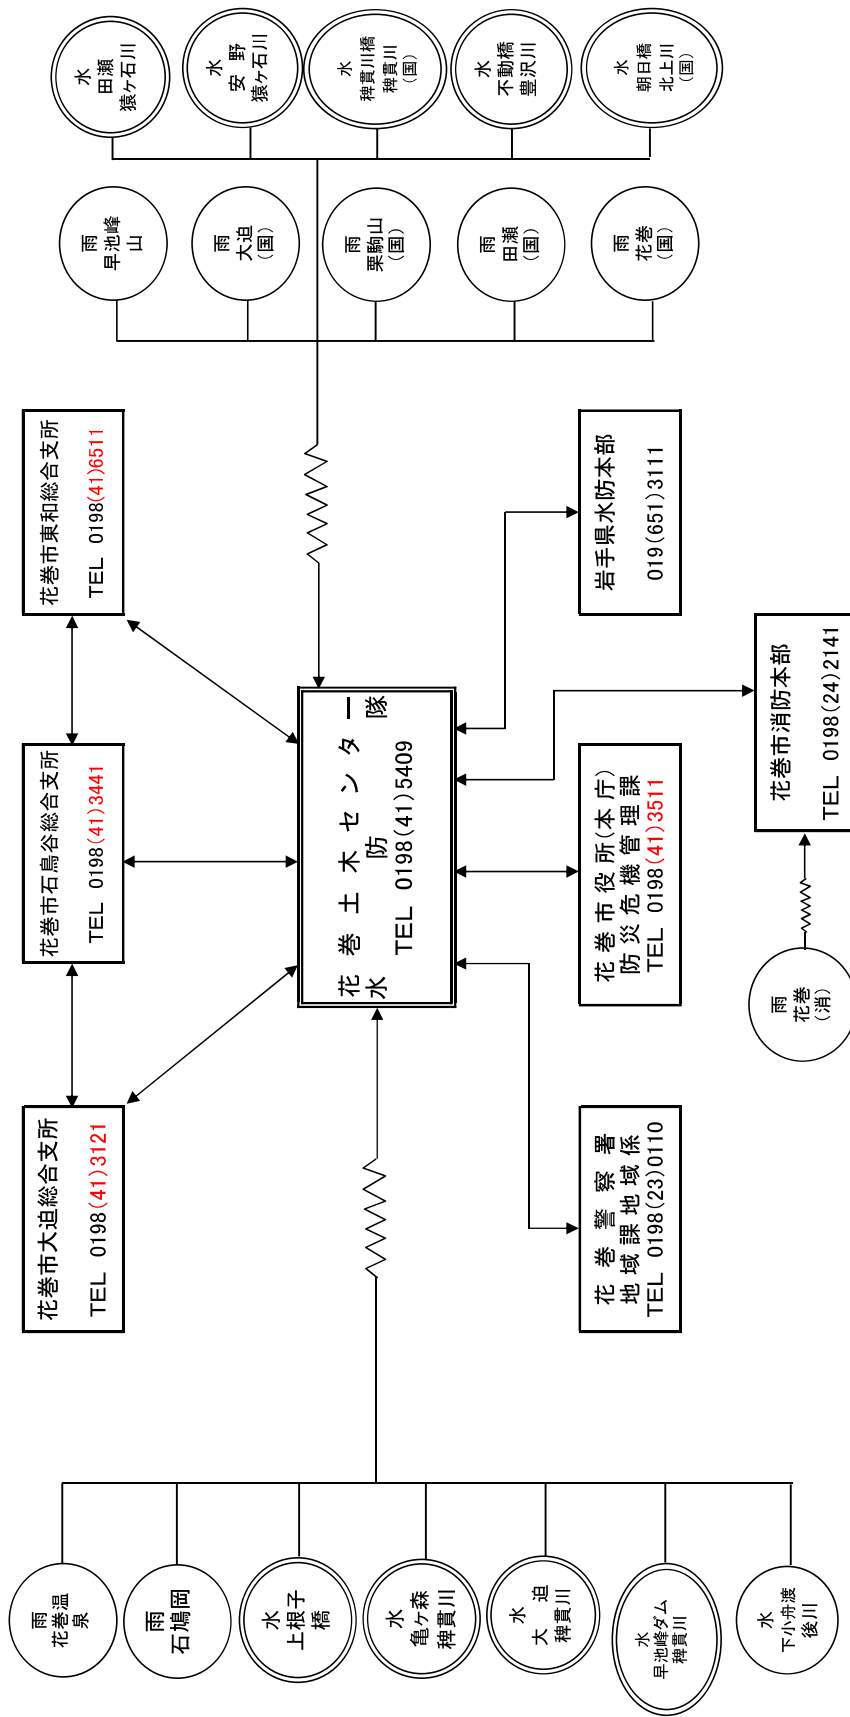 雨
花巻温
泉
雨
石鳩岡
水
上根子
橋
水
亀ヶ森
稗貫川
水
大　迫
稗貫川
水
早池峰ダム
稗貫川
水
下小舟渡
後川
花巻市大迫総合支所
TEL 0198(41)3121
花巻市石鳥谷総合支所
TEL 0198(41)3441
花巻市東和総合支所
TEL 0198(41)6511
花 巻 土 木 セ ン タ ー
水　防　隊
TEL 0198(41)5409
花 巻 警 察 署
地域課地域係
TEL 0198(23)0110
花巻市役所(本庁)
防災危機管理課
TEL 0198(41)3511
岩手県水防本部
019(651)3111
雨
花巻
(消)
花巻市消防本部
TEL 0198(24)2141
雨
早池峰
山
雨
大迫
(国)
雨
栗駒山
(国)
雨
田瀬
(国)
雨
花巻
(国)
水
田瀬
猿ヶ石川
水
安　野
猿ヶ石川
水
稗貫川橋
稗貫川
(国)
水
不動橋
豊沢川
水
朝日橋
北上川
(国)